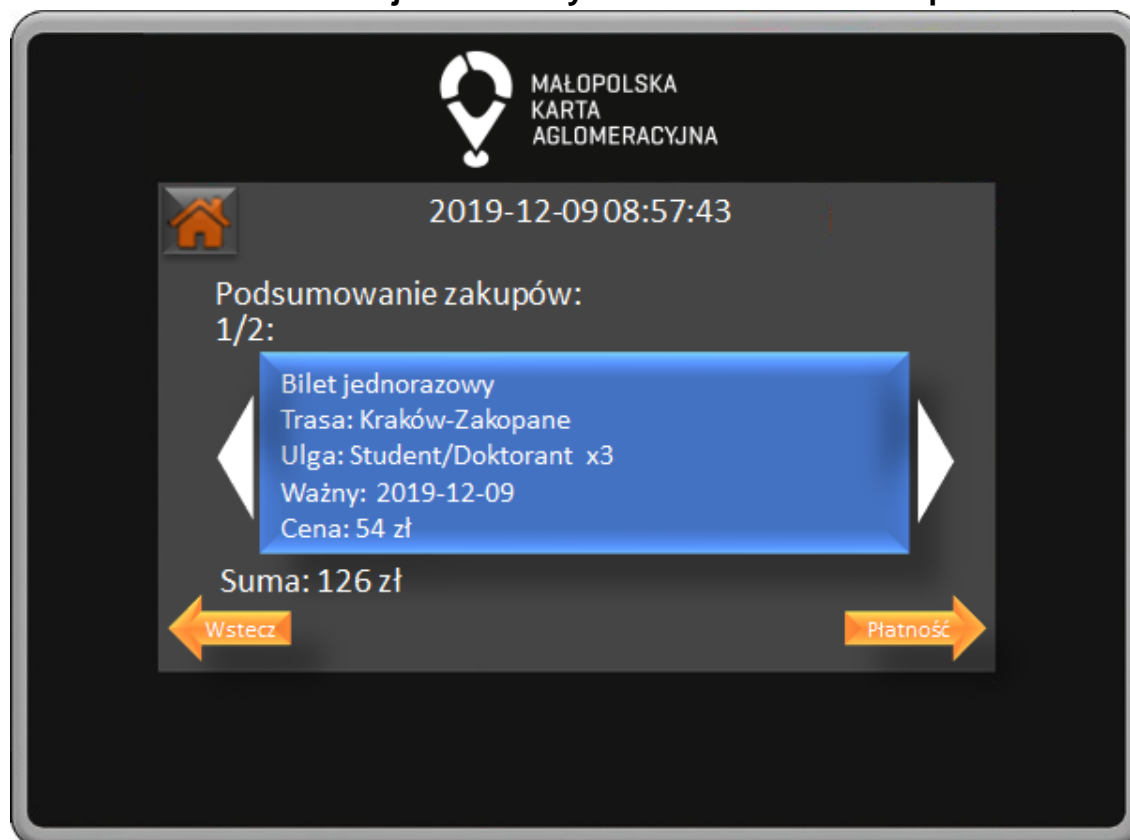 MAŁOPOLSKA
KARTA
AGLOMERACYJNA
2019-12-09 08:57:43
Podsumowanie zakupów:
1/2:
Bilet jednorazowy
Trasa: Kraków-Zakopane
Ulga: Student/Doktorant x3
Ważny: 2019-12-09
Cena: 54 zł
Suma: 126 zł
Wstecz
Płatność